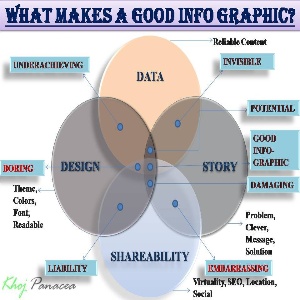 WHAT MAKES A GOOD INFO GRAPHIC?
Reliable Content
UNDERACHIEVING
INVISIBLE
DATA
POTENTIAL
GOOD
INFO-
GRAPHIC
BORING
DESIGN
STORY
DAMAGING
Theme,
Colors,
Font,
Readable
Problem,
Clever,
Message,
Solution
SHAREABILITY
LIABILITY
EMBARRASSING
Virtuality, SEO, Location,
Social
Khoj Panacea